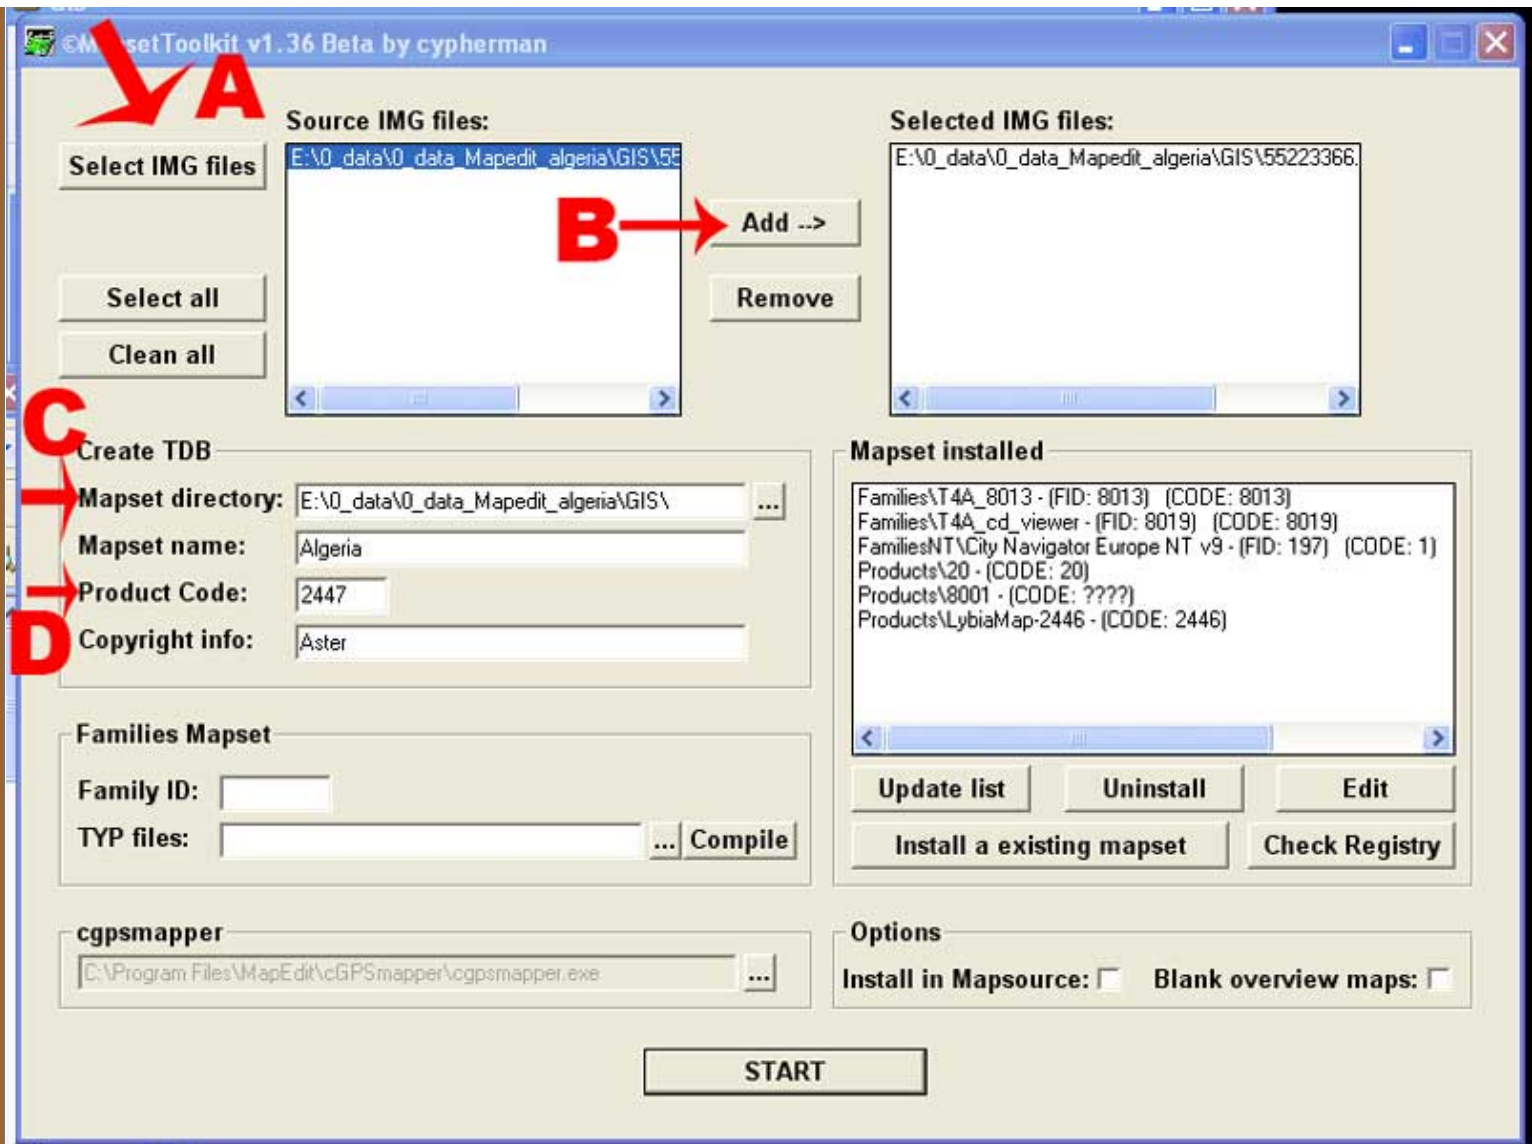 GIS
A
etToolkit v1.36 Beta by cypherman
Source IMG files:
Selected IMG files:
Select IMG files
E:\0_data\0_data_Mapedit_algeria\GIS\55
E:\0_data\0_data_Mapedit_algeria\GIS\55223366.
B
Add -->
Select all
Remove
Clean all
C
Create TDB
Mapset directory:
E:\0_data\0_data_Mapedit_algeria\GIS\
...
Mapset name:
Algeria
Product Code:
2447
D
Copyright info:
Aster
Mapset installed
Families\T4A_8013 - (FID: 8013) (CODE: 8013)
Families\T4A_cd_viewer - (FID: 8019) (CODE: 8019)
FamiliesNT\City Navigator Europe NT v9 - (FID: 197) (CODE: 1)
Products\20 - (CODE: 20)
Products\8001 - (CODE: ????)
Products\LybiaMap-2446 - (CODE: 2446)
Update list
Uninstall
Edit
Install a existing mapset
Check Registry
Families Mapset
Family ID:
TYP files:
...
Compile
cgpsmapper
C:\Program Files\MapEdit\cGPSmapper\cgpsmapper.exe
...
Options
Install in Mapsource:
Blank overview maps:
START